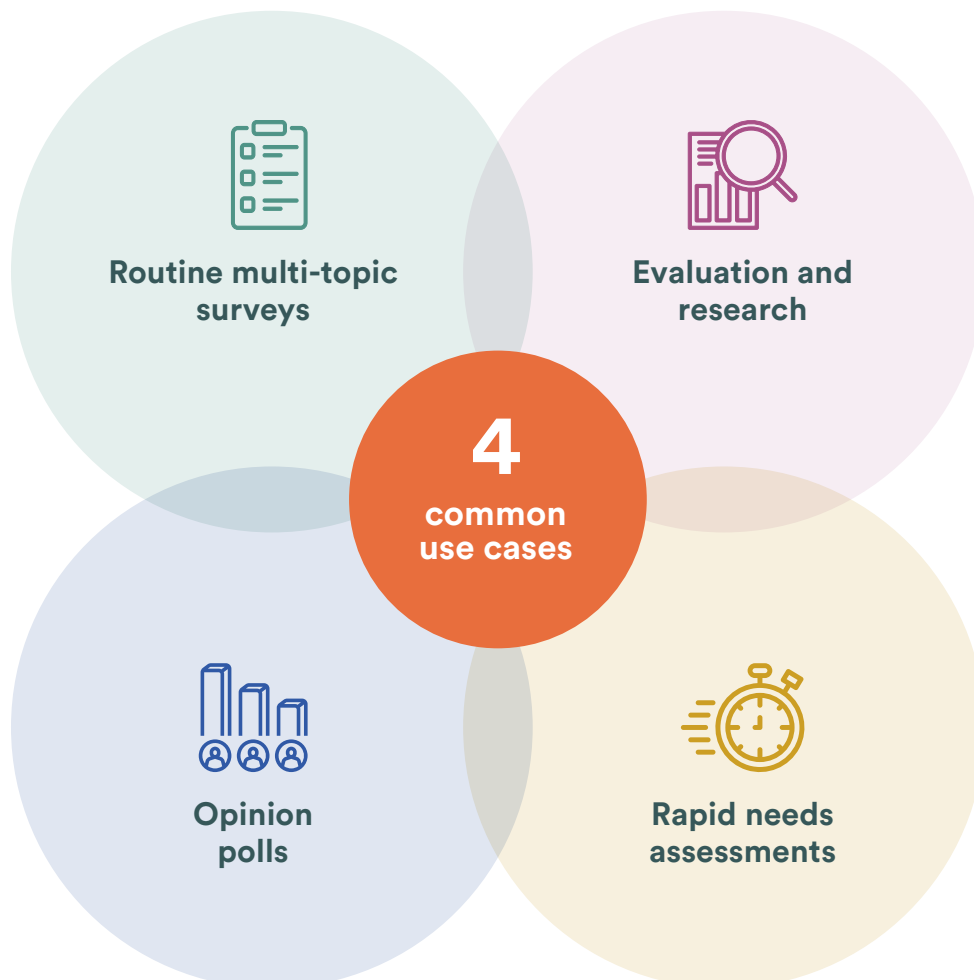 Routine multi-topic
surveys
Evaluation and
research
4
common
use cases
Opinion
polls
Rapid needs
assessments